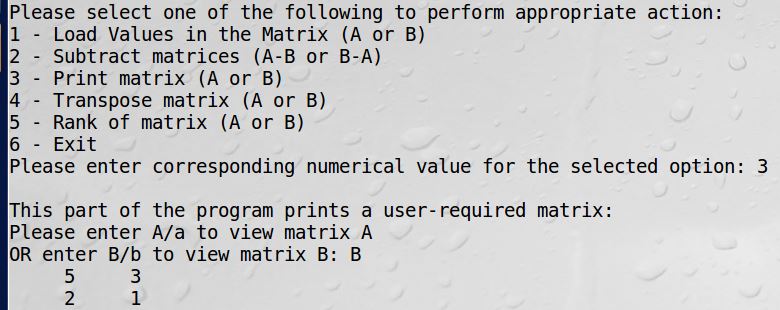 Please select one of the following to perform appropriate action:
1 - Load Values in the Matrix (A or B)
2 - Subtract matrices (A-B or B-A)
3 - Print matrix (A or B)
4 - Transpose matrix (A or B)
5 - Rank of matrix (A or B)
6 - Exit
Please enter corresponding numerical value for the selected option: 3
This part of the program prints a user-required matrix:
Please enter A/a to view matrix A
OR enter B/b to view matrix B: B
5 3
2 1